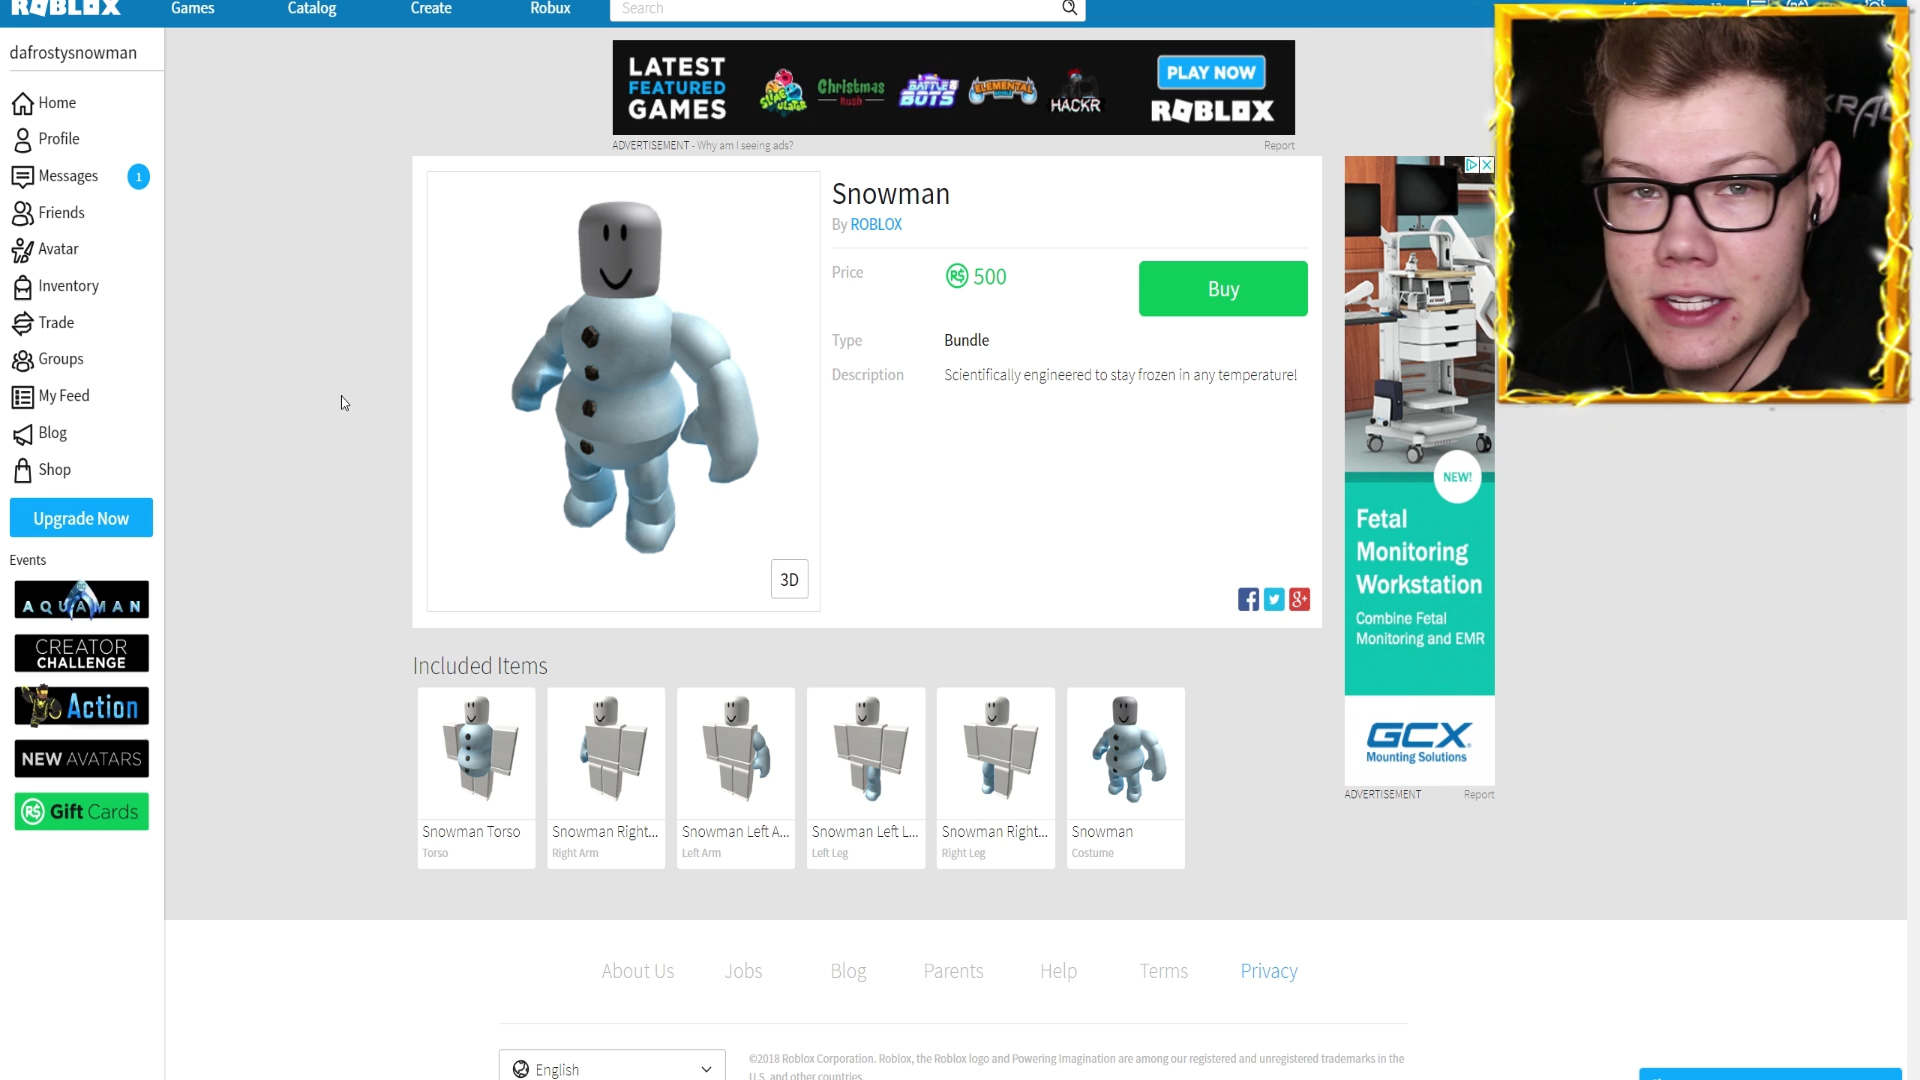 ROBLOX
Games
Catalog
Create
Robux
Search
dafrostysnowman
Home
Profile
Messages
1
Friends
Avatar
Inventory
Trade
Groups
My Feed
Blog
Shop
Upgrade Now
Events
AQUAMAN
CREATOR
CHALLENGE
Action
NEW AVATARS
R$ Gift Cards
LATEST
FEATURED
GAMES
SLIME
Christmas
Rush
BATTLE
BOTS
ELEMENTAL
HACKR
PLAY NOW
ROBLOX
ADVERTISEMENT - Why am I seeing ads?
Report
Snowman
By ROBLOX
Price
R$ 500
Buy
Type
Bundle
Description
Scientifically engineered to stay frozen in any temperature!
3D
Included Items
Snowman Torso
Torso
Snowman Right...
Right Arm
Snowman Left A...
Left Arm
Snowman Left L...
Left Leg
Snowman Right...
Right Leg
Snowman
Costume
NEW!
Fetal
Monitoring
Workstation
Combine Fetal
Monitoring and EMR
GCX
Mounting Solutions
ADVERTISEMENT
Report
About Us
Jobs
Blog
Parents
Help
Terms
Privacy
English
©2018 Roblox Corporation. Roblox, the Roblox logo and Powering Imagination are among our registered and unregistered trademarks in the
U.S. and other countries.